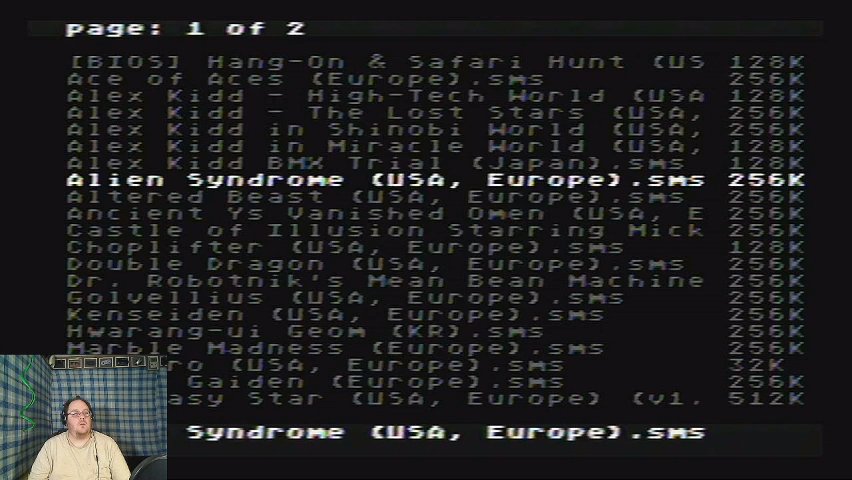 page: 1 of 2
[BIOS] Hang-On & Safari Hunt (US 128K
Ace of Aces (Europe).sms 256K
Alex Kidd - High-Tech World (USA 128K
Alex Kidd - The Lost Stars (USA, 256K
Alex Kidd in Shinobi World (USA, 256K
Alex Kidd in Miracle World (USA, 128K
Alex Kidd BMX Trial (Japan).sms 128K
Alien Syndrome (USA, Europe).sms 256K
Altered Beast (USA, Europe).sms 256K
Ancient Ys Vanished Omen (USA, E 256K
Castle of Illusion Starring Mick 256K
Choplifter (USA, Europe).sms 128K
Double Dragon (USA, Europe).sms 256K
Dr. Robotnik's Mean Bean Machine 256K
Golvellius (USA, Europe).sms 256K
Kenseiden (USA, Europe).sms 256K
Hwarang-ui Geom (KR).sms 256K
Marble Madness (Europe).sms 256K
ro (USA, Europe).sms 32K
Gaiden (Europe).sms 256K
asy Star (USA, Europe) (v1. 512K
Syndrome (USA, Europe).sms